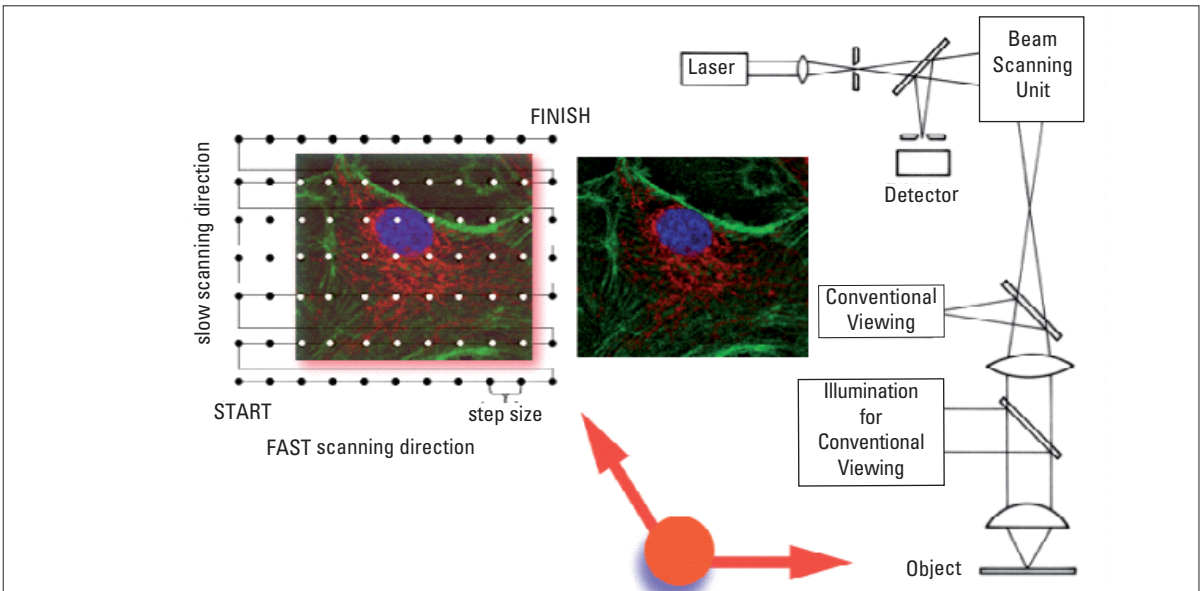 Laser
Beam
Scanning
Unit
FINISH
Detector
slow scanning direction
Conventional
Viewing
START
step size
Illumination
for
Conventional
Viewing
FAST scanning direction
Object